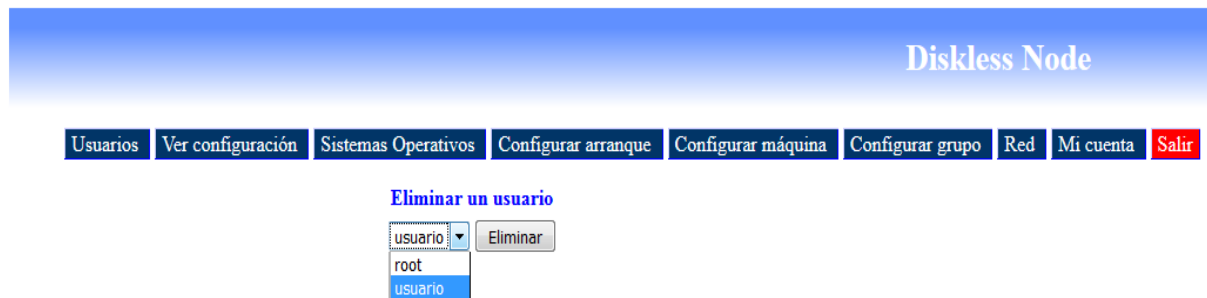 Diskless Node
Usuarios Ver configuración Sistemas Operativos Configurar arranque Configurar máquina Configurar grupo Red Mi cuenta Salir
Eliminar un usuario
usuario Eliminar
root
usuario